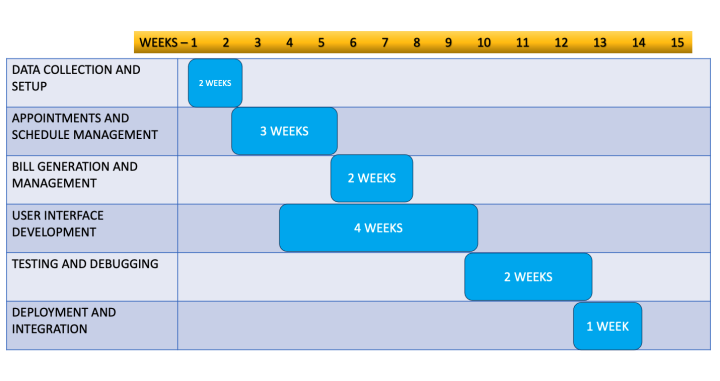 WEEKS – 1 2 3 4 5 6 7 8 9 10 11 12 13 14 15
DATA COLLECTION AND
SETUP
2 WEEKS
APPOINTMENTS AND
SCHEDULE MANAGEMENT
3 WEEKS
BILL GENERATION AND
MANAGEMENT
2 WEEKS
USER INTERFACE
DEVELOPMENT
4 WEEKS
TESTING AND DEBUGGING
2 WEEKS
DEPLOYMENT AND
INTEGRATION
1 WEEK